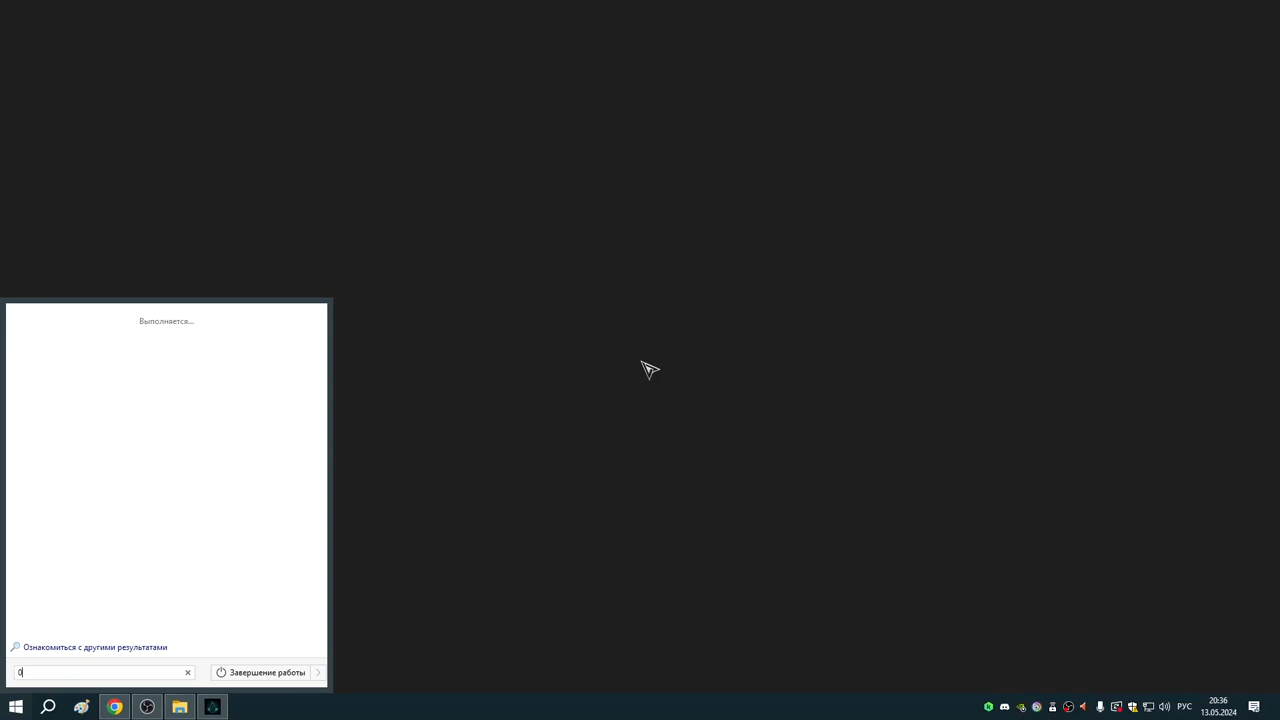 Выполняется...
Ознакомиться с другими результатами
0
Завершение работы
РУС
20:36
13.05.2024